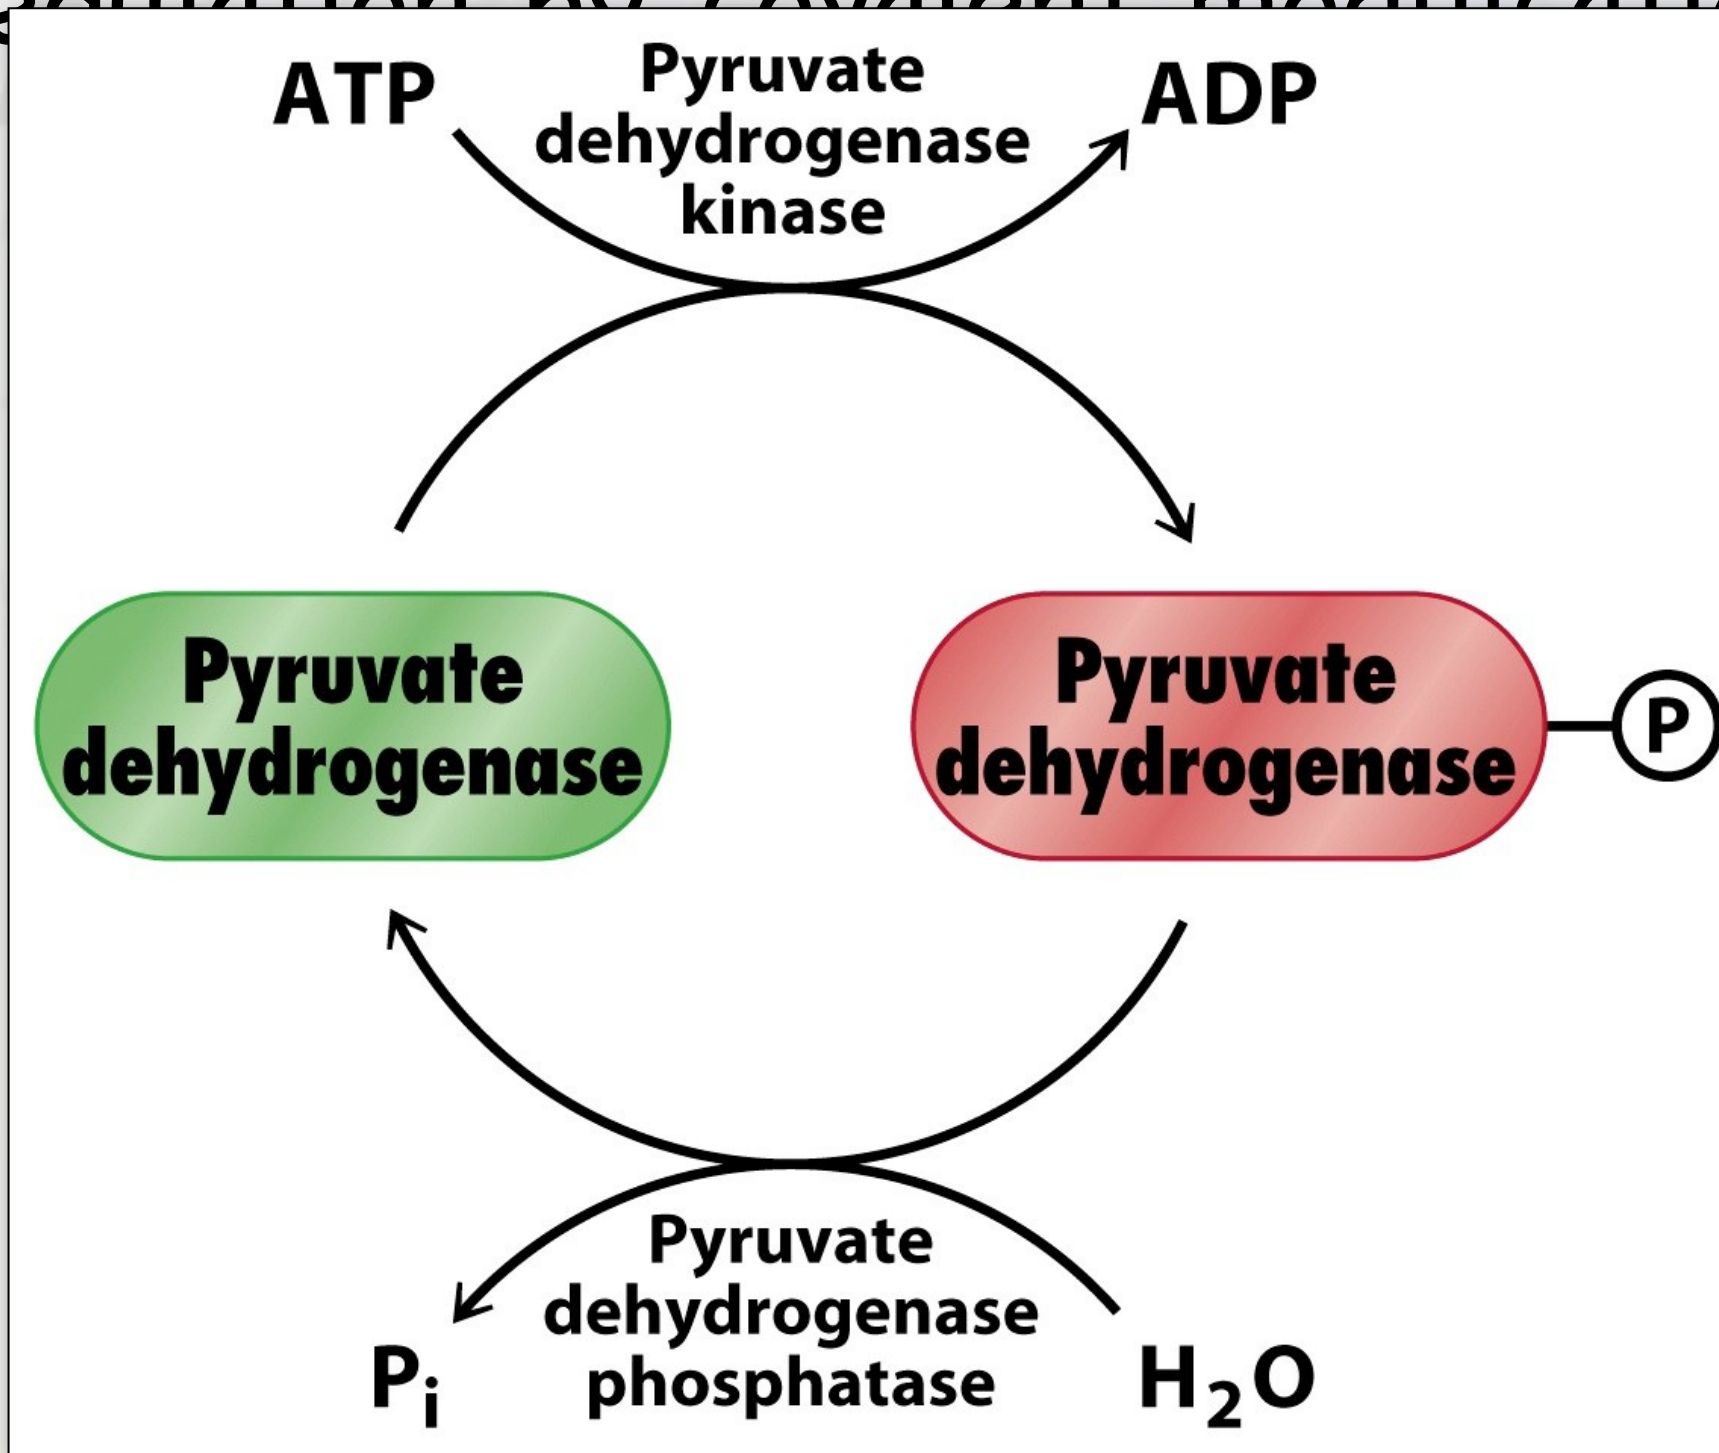 ATP
Pyruvate
dehydrogenase
kinase
ADP
Pyruvate
dehydrogenase
Pyruvate
dehydrogenase
P
Pyruvate
dehydrogenase
phosphatase
Pi
H2O